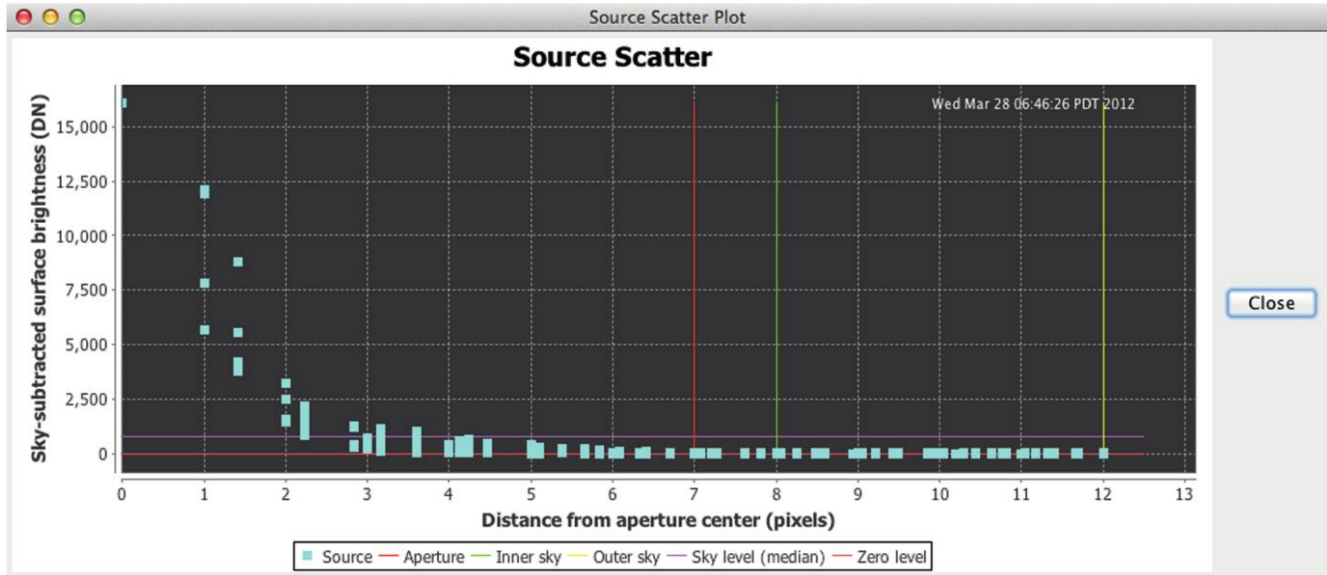 Source Scatter Plot
Source Scatter
Sky-subtracted surface brightness (DN)
Wed Mar 28 06:46:26 PDT 2012
15,000
12,500
10,000
7,500
5,000
2,500
0
0 1 2 3 4 5 6 7 8 9 10 11 12 13
Distance from aperture center (pixels)
Source Aperture Inner sky Outer sky Sky level (median) Zero level
Close